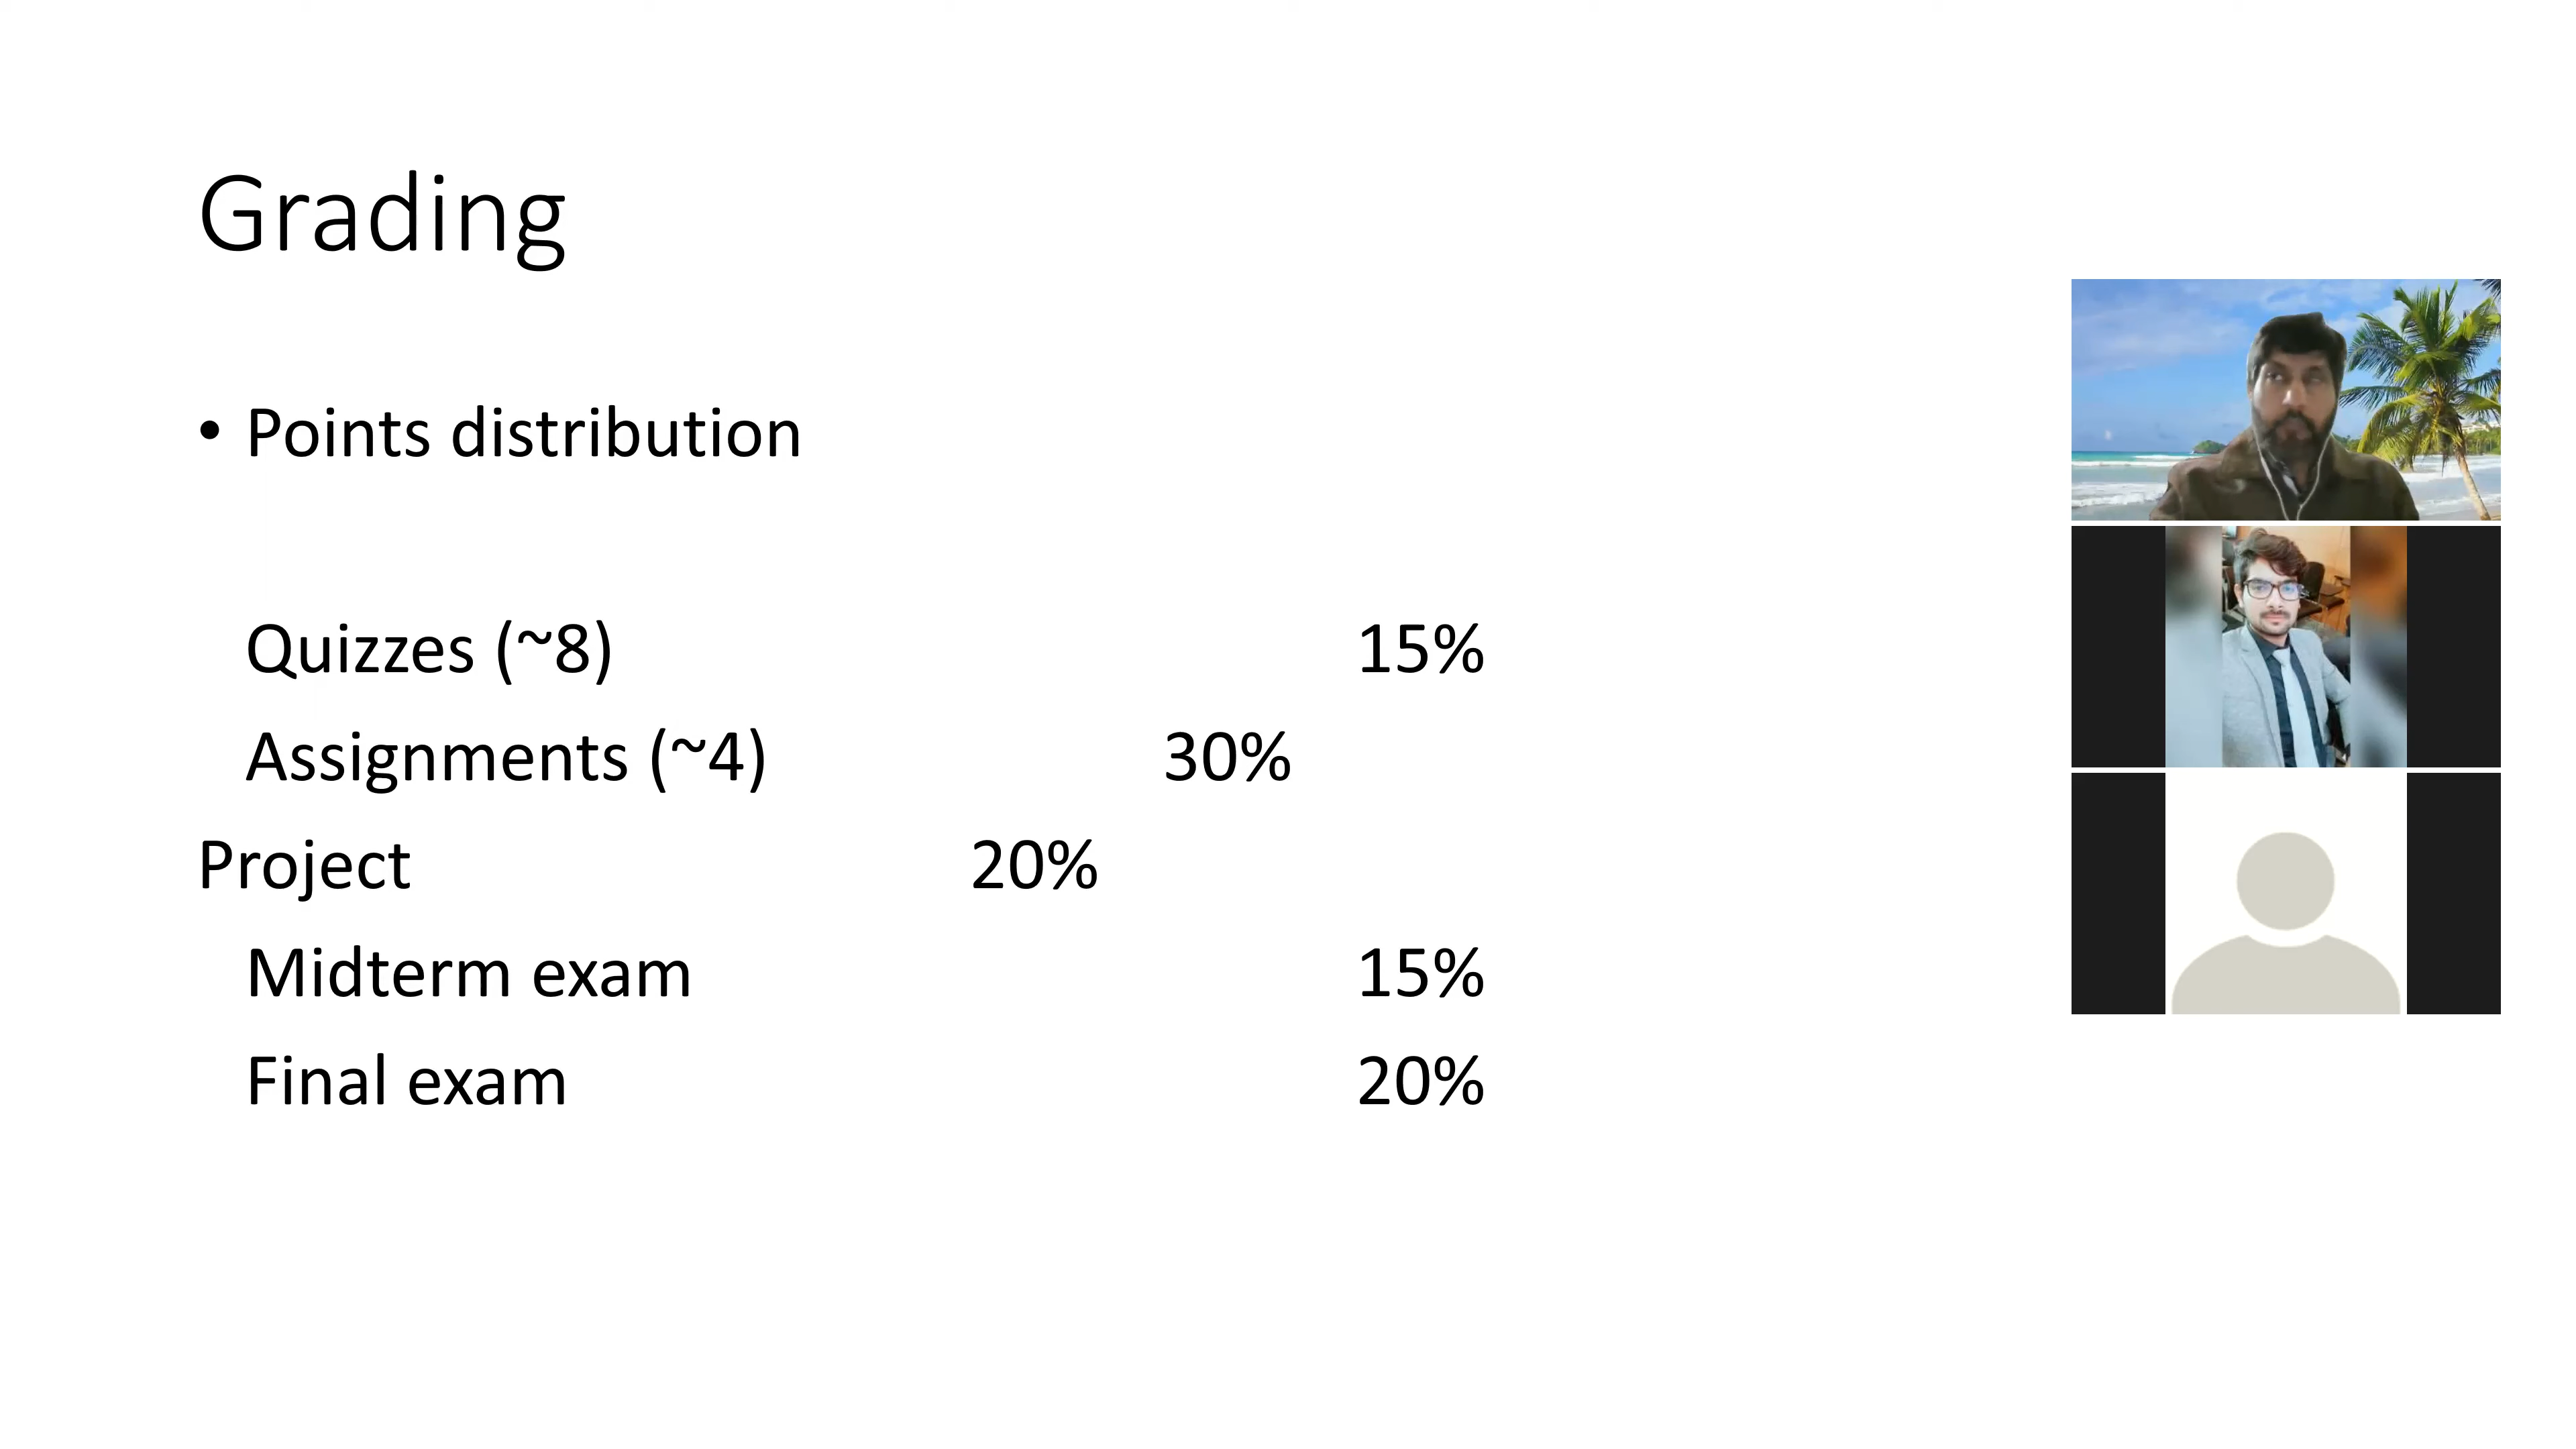 Grading
• Points distribution
Quizzes (~8) 15%
Assignments (~4) 30%
Project 20%
Midterm exam 15%
Final exam 20%